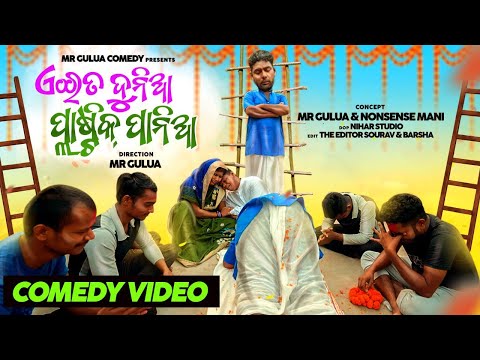 MR GULUA COMEDY PRESENTS
ଏଇତ ଦୁନିଆ
ପ୍ଲାଷ୍ଟିକ୍ ପାନିଆ
DIRECTION
MR GULUA
CONCEPT
MR GULUA & NONSENSE MANI
DOP NIHAR STUDIO
EDIT THE EDITOR SOURAV & BARSHA
COMEDY VIDEO